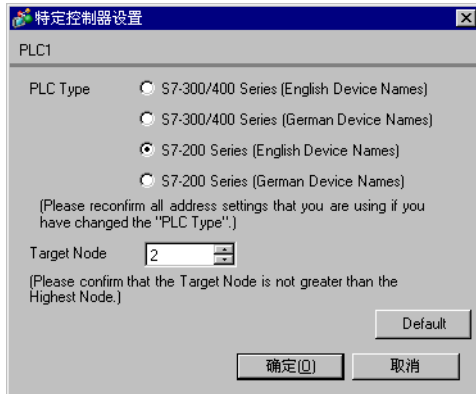 特定控制器设置
PLC1
PLC Type
S7-300/400 Series (English Device Names)
S7-300/400 Series (German Device Names)
S7-200 Series (English Device Names)
S7-200 Series (German Device Names)
(Please reconfirm all address settings that you are using if you
have changed the "PLC Type".)
Target Node 2
(Please confirm that the Target Node is not greater than the
Highest Node.)
Default
确定(O) 取消